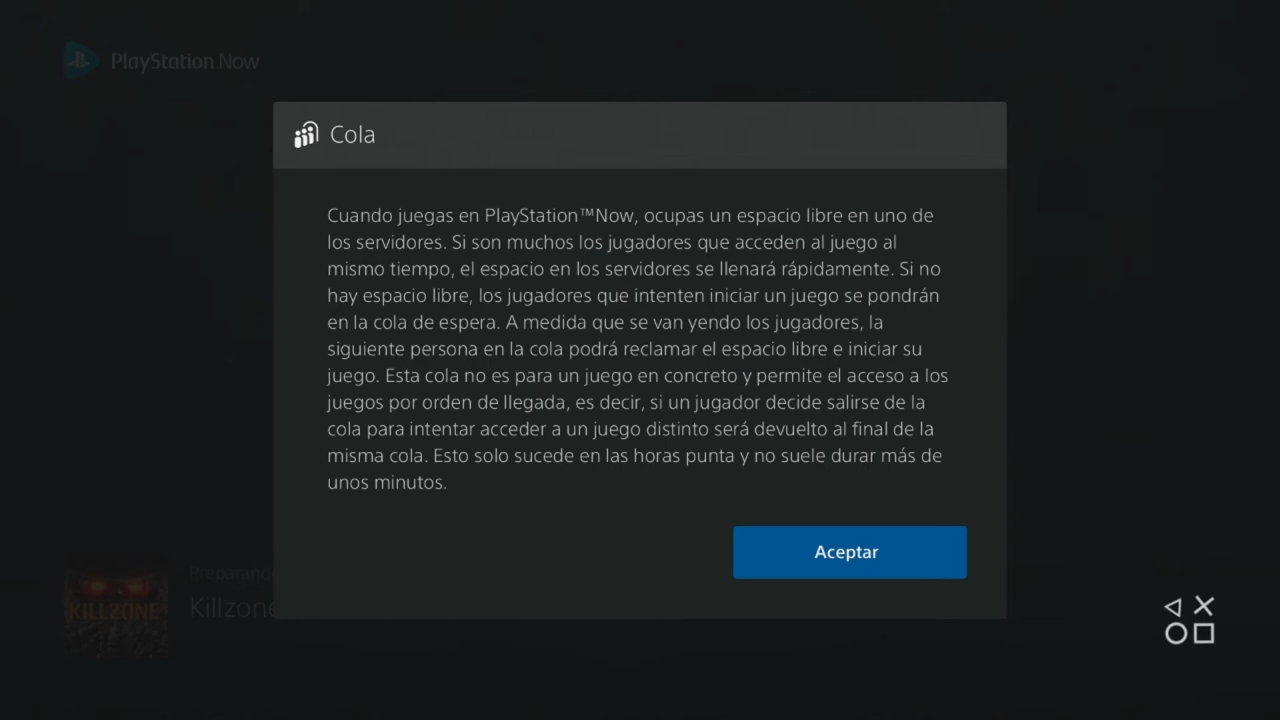 PlayStation Now
Cola
Cuando juegas en PlayStation™Now, ocupas un espacio libre en uno de
los servidores. Si son muchos los jugadores que acceden al juego al
mismo tiempo, el espacio en los servidores se llenará rápidamente. Si no
hay espacio libre, los jugadores que intenten iniciar un juego se pondrán
en la cola de espera. A medida que se van yendo los jugadores, la
siguiente persona en la cola podrá reclamar el espacio libre e iniciar su
juego. Esta cola no es para un juego en concreto y permite el acceso a los
juegos por orden de llegada, es decir, si un jugador decide salirse de la
cola para intentar acceder a un juego distinto será devuelto al final de la
misma cola. Esto solo sucede en las horas punta y no suele durar más de
unos minutos.
Aceptar
Preparand
KILLZONE
Killzone